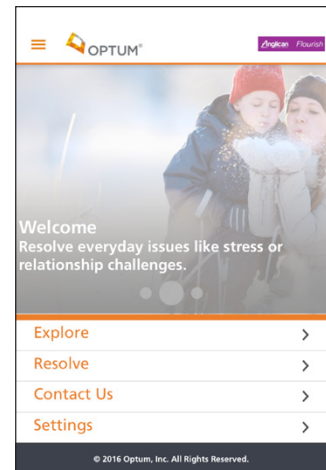 OPTUM®
Anglican Flourish
Welcome
Resolve everyday issues like stress or
relationship challenges.
Explore
Resolve
Contact Us
Settings
© 2016 Optum, Inc. All Rights Reserved.